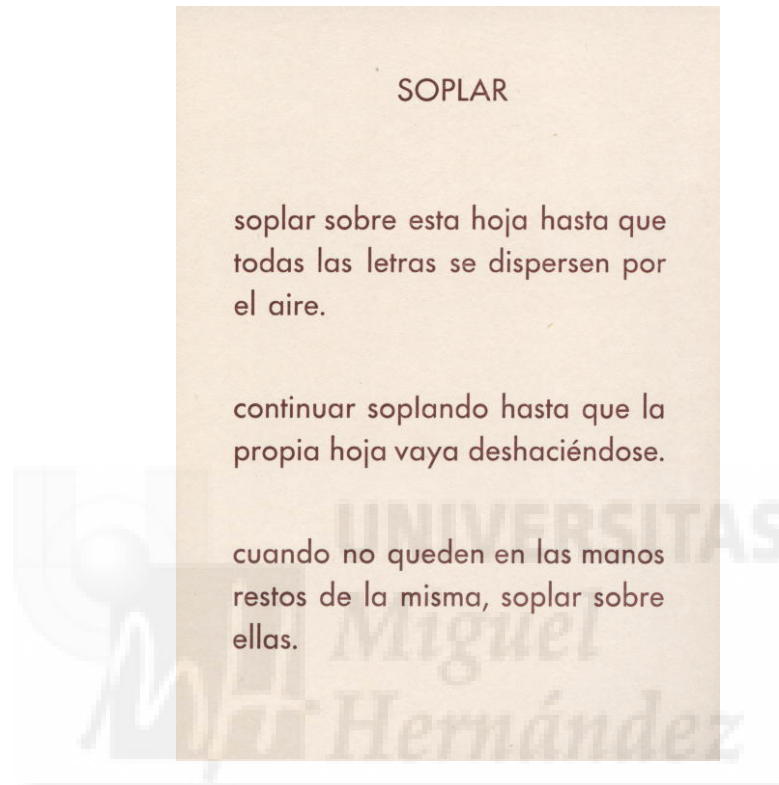 SOPLAR
soplar sobre esta hoja hasta que
todas las letras se dispersen por
el aire.
continuar soplando hasta que la
propia hoja vaya deshaciéndose.
cuando no queden en las manos
restos de la misma, soplar sobre
ellas.
UNIVERSITAS
Miguel
Hernández